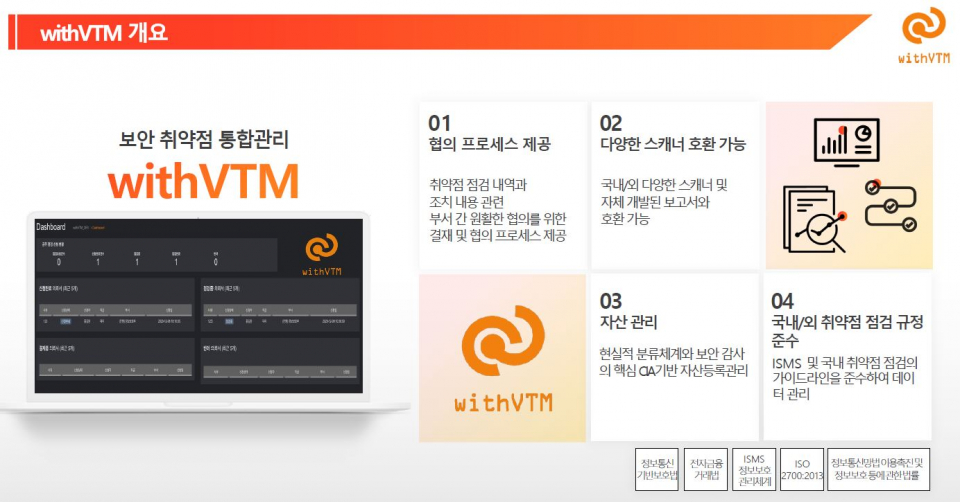 withVTM 개요
withVTM
보안 취약점 통합관리
withVTM
Dashboard
withVTM
0
1
1
1
0
01
협의 프로세스 제공
취약점 점검 내역과
조치 내용 관련
부서 간 원활한 협의를 위한
결재 및 협의 프로세스 제공
02
다양한 스캐너 호환 가능
국내/외 다양한 스캐너 및
자체 개발된 보고서와
호환 가능
withVTM
03
자산 관리
현실적 분류체계와 보안 감사
의 핵심 CIA기반 자산등록관리
04
국내/외 취약점 점검 규정
준수
ISMS 및 국내 취약점 점검의
가이드라인을 준수하여 데이
터 관리
정보통신
기반보호법
전자금융
거래법
ISMS
정보보호
관리체계
ISO
2700:2013
정보통신망법 이용촉진 및
정보보호 등에 관한 법률